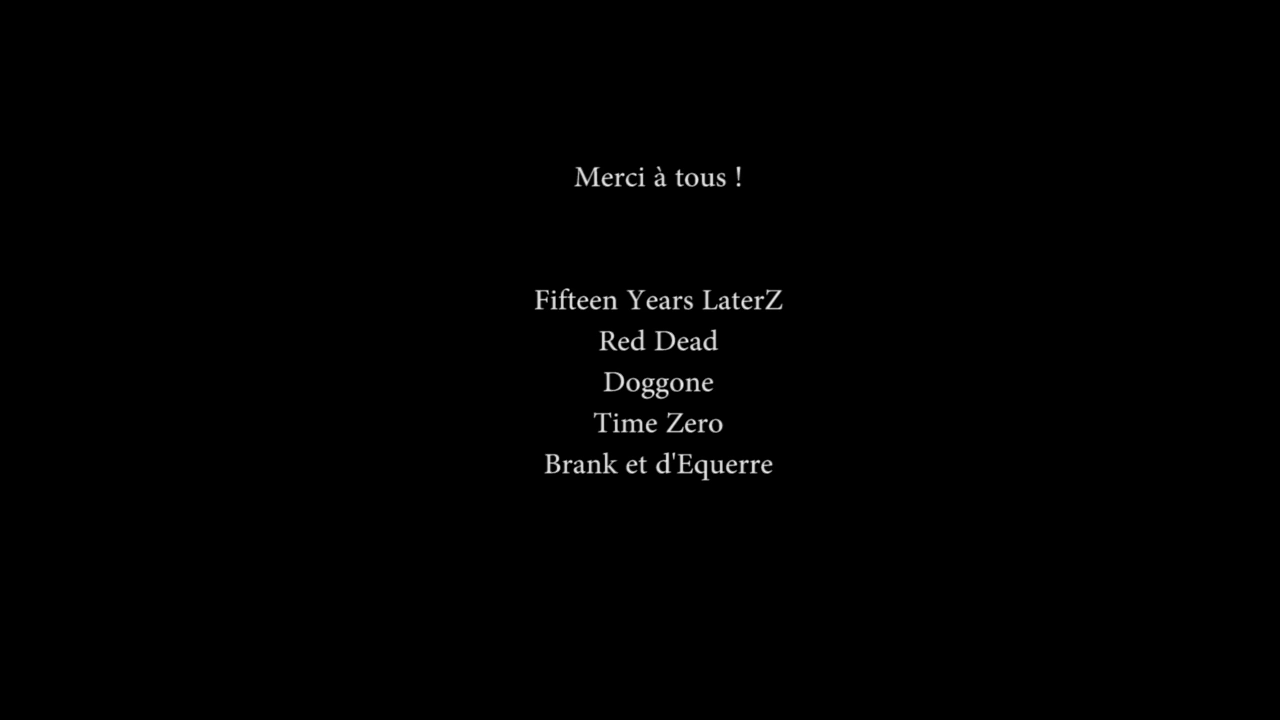 Merci à tous !
Fifteen Years LaterZ
Red Dead
Doggone
Time Zero
Brank et d'Equerre